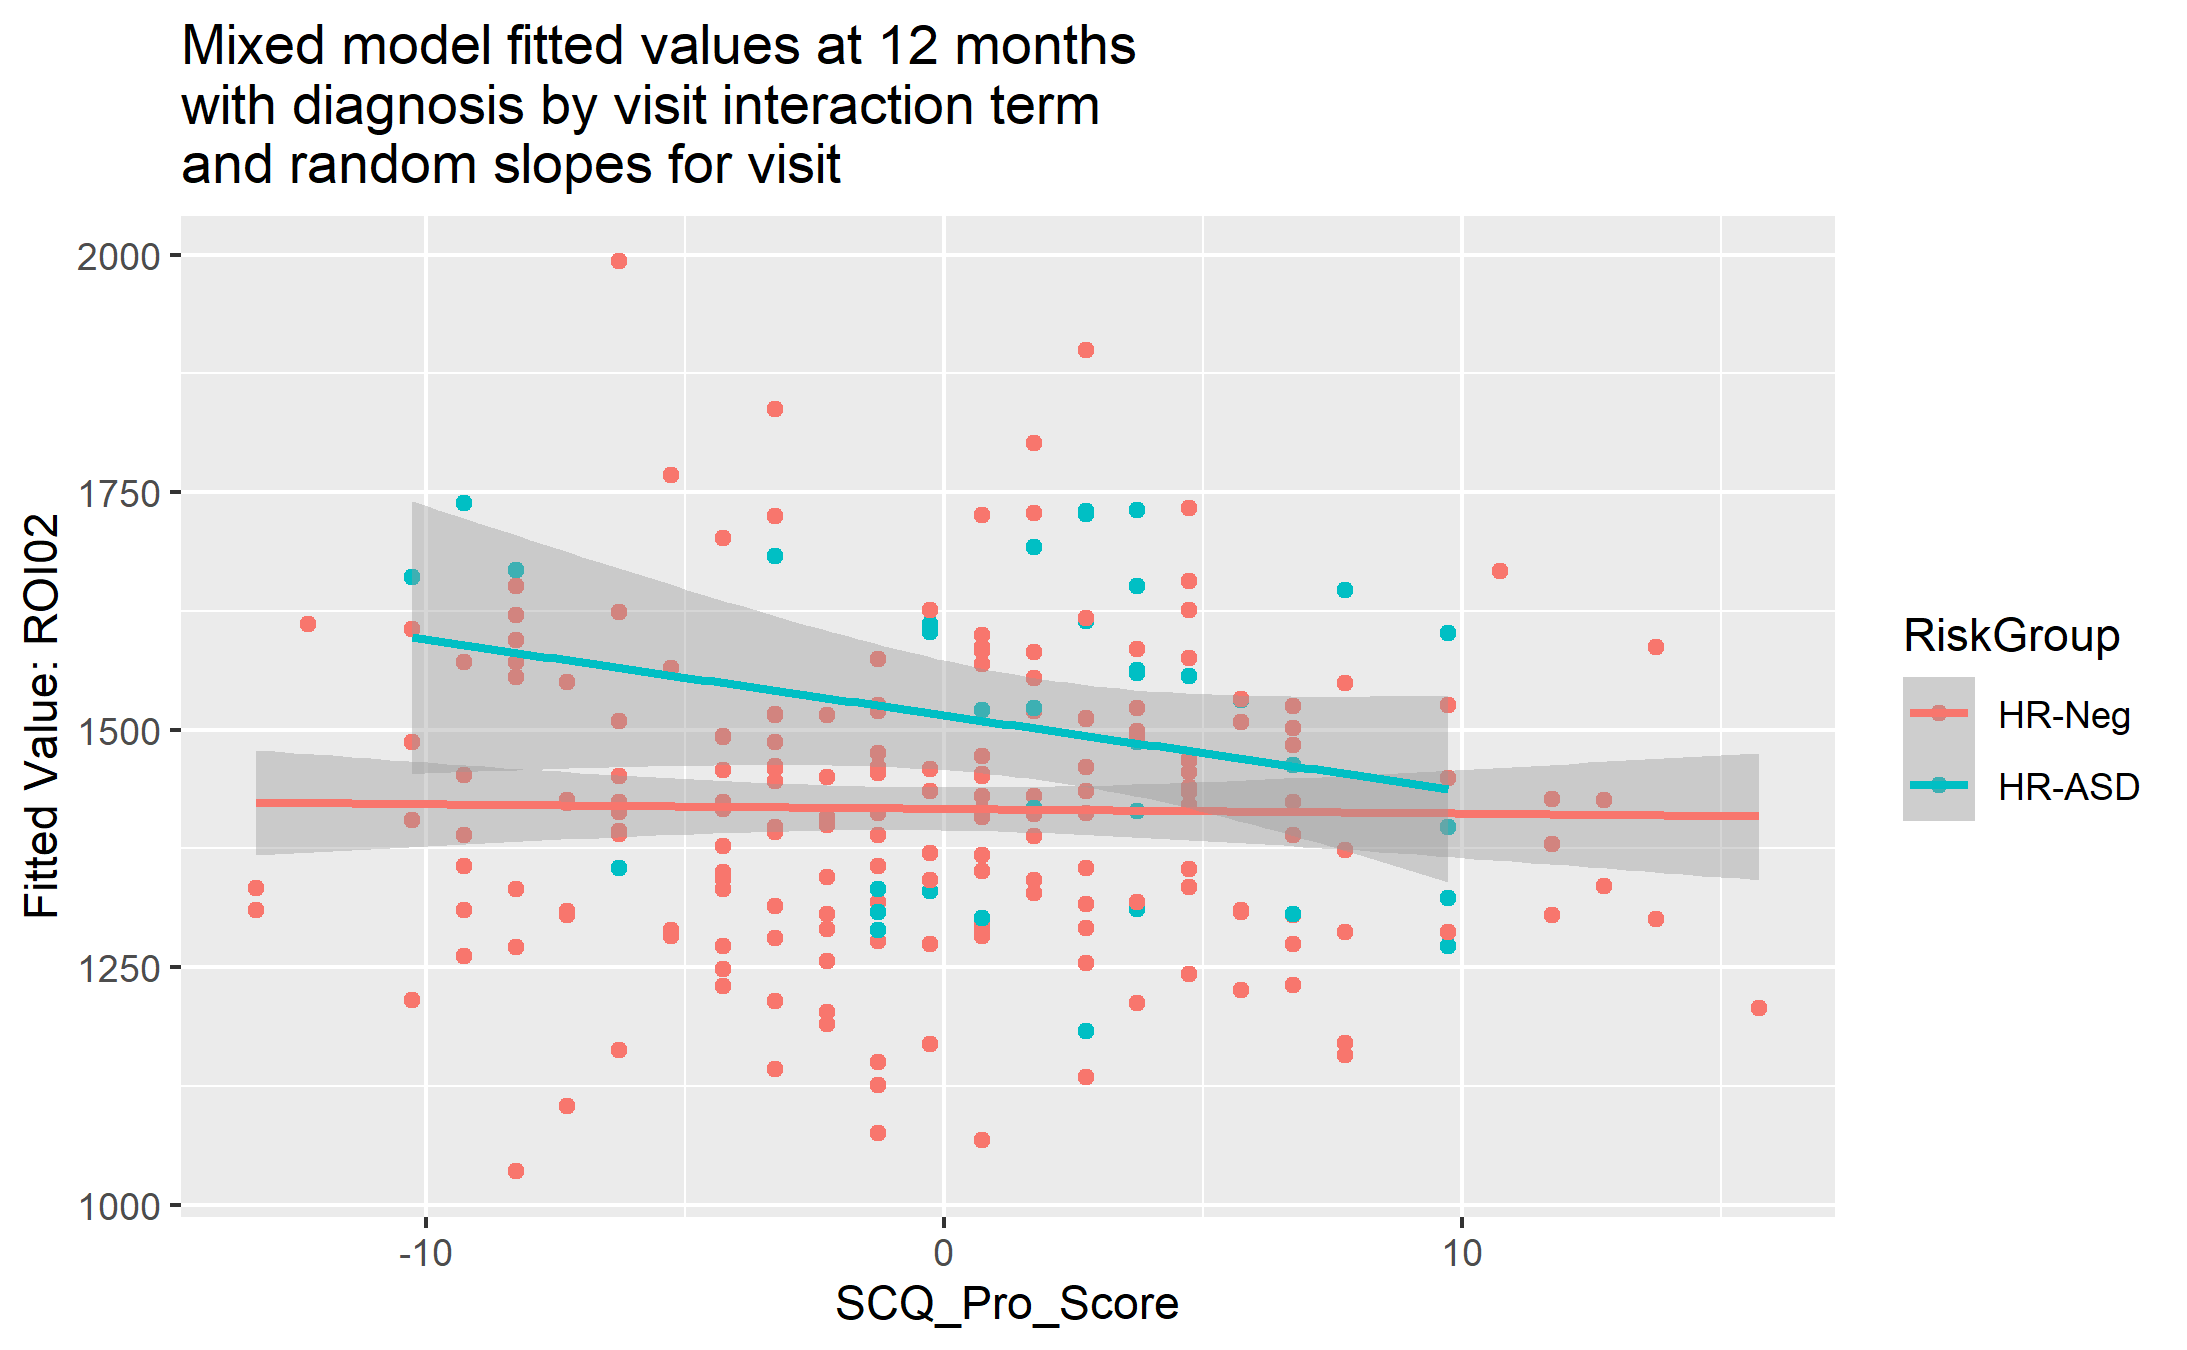 Mixed model fitted values at 12 months
with diagnosis by visit interaction term
and random slopes for visit
Fitted Value: ROI02
2000
1750
1500
1250
1000
-10
0
10
SCQ_Pro_Score
RiskGroup
HR-Neg
HR-ASD